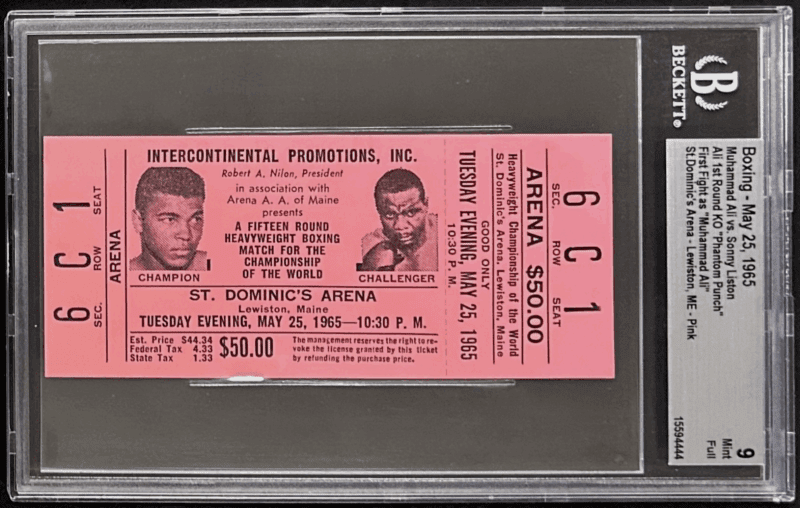 6 C 1
SEC. ROW SEAT
ARENA
INTERCONTINENTAL PROMOTIONS, INC.
Robert A. Nilon, President
in association with
Arena A. A. of Maine
presents
A FIFTEEN ROUND
HEAVYWEIGHT BOXING
MATCH FOR THE
CHAMPIONSHIP
OF THE WORLD
CHAMPION
CHALLENGER
ST. DOMINIC'S ARENA
Lewiston, Maine
TUESDAY EVENING, MAY 25, 1965—10:30 P. M.
Est. Price $44.34
Federal Tax 4.33
State Tax 1.33
$50.00
The management reserves the right to re-
voke the license granted by this ticket
by refunding the purchase price.
6 C 1
SEC. ROW SEAT
ARENA $50.00
Heavyweight Championship of the World
St. Dominic's Arena, Lewiston, Maine
GOOD ONLY
TUESDAY EVENING, MAY 25, 1965
10:30 P. M.
B
BECKETT®
Boxing - May 25, 1965
Muhammad Ali vs. Sonny Liston
Ali 1st Round KO "Phantom Punch"
First Fight as "Muhammad Ali"
St.Dominic's Arena - Lewiston, ME - Pink
9
Mint
Full
15594444